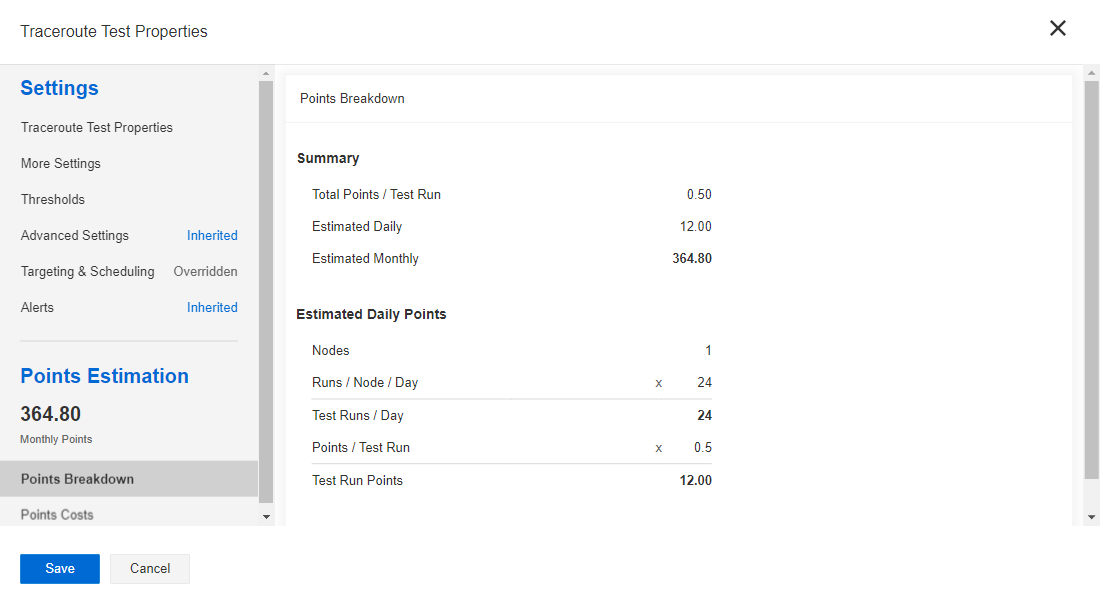 Traceroute Test Properties
Settings
Traceroute Test Properties
More Settings
Thresholds
Advanced Settings Inherited
Targeting & Scheduling Overridden
Alerts Inherited
Points Estimation
364.80
Monthly Points
Points Breakdown
Points Costs
Points Breakdown
Summary
Total Points / Test Run 0.50
Estimated Daily 12.00
Estimated Monthly 364.80
Estimated Daily Points
Nodes 1
Runs / Node / Day x 24
Test Runs / Day 24
Points / Test Run x 0.5
Test Run Points 12.00
Save Cancel